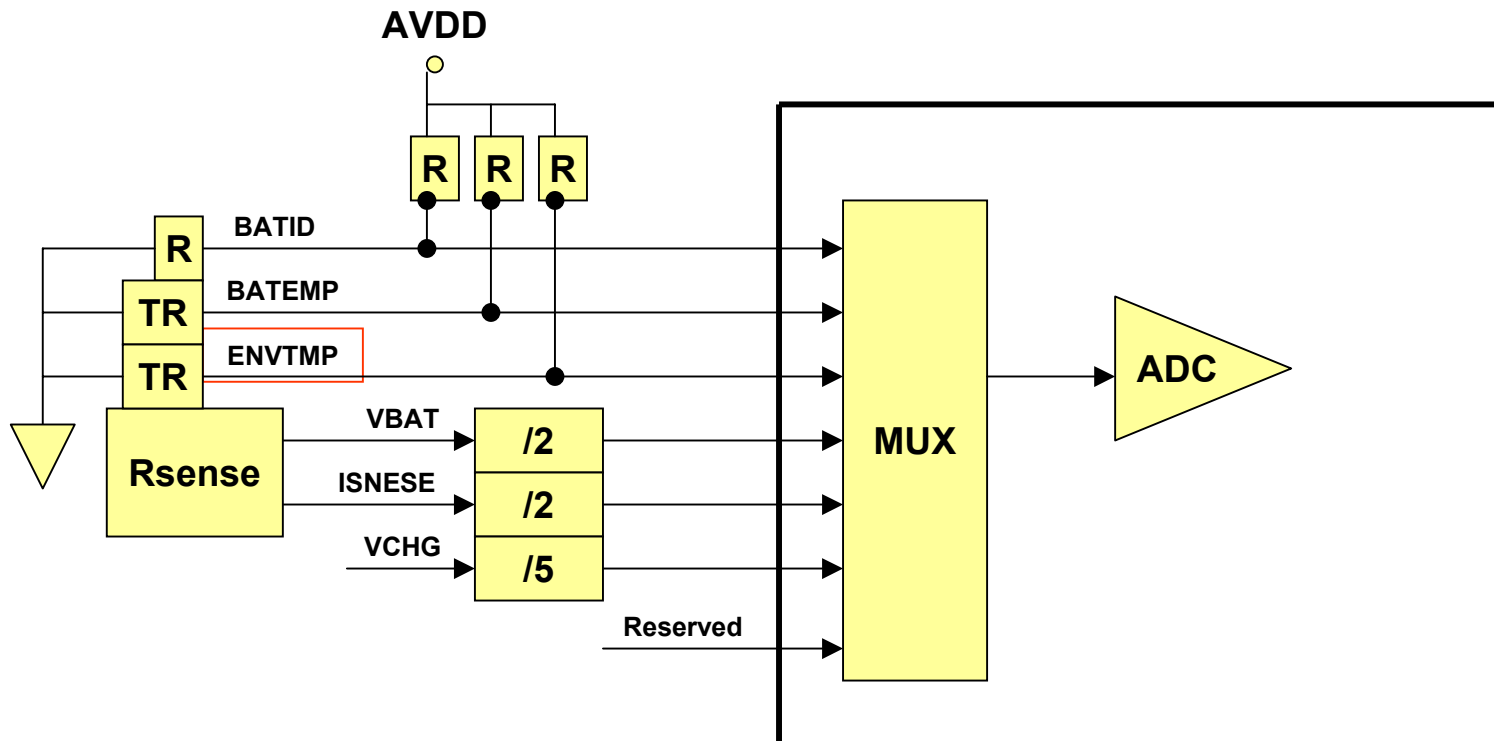 AVDD
R R R
R BATID
TR BATEMP
TR ENVTMP
Rsense VBAT /2
ISNESE /2
VCHG /5
Reserved
MUX
ADC